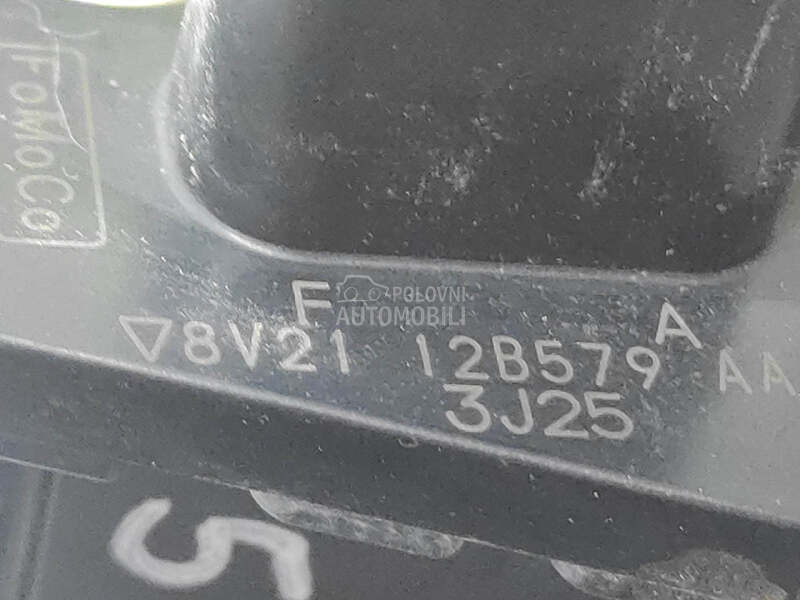 FoMoCo
F A
8V21 12B579 AA
3J25
5
POLOVNI
AUTOMOBILI